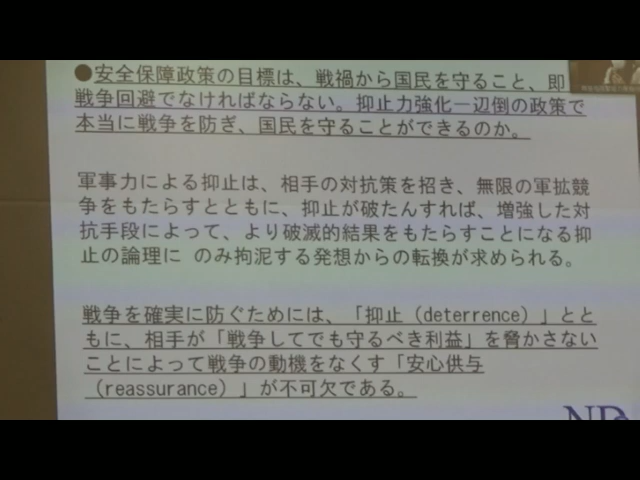 ●安全保障政策の目標は、戦禍から国民を守ること、即
戦争回避でなければならない。抑止力強化一辺倒の政策で
本当に戦争を防ぎ、国民を守ることができるのか。
軍事力による抑止は、相手の対抗策を招き、無限の軍拡競
争をもたらすとともに、抑止が破たんすれば、増強した対
抗手段によって、より破滅的結果をもたらすことになる抑
止の論理に のみ拘泥する発想からの転換が求められる。
戦争を確実に防ぐためには、「抑止（deterrence）」とと
もに、相手が「戦争してでも守るべき利益」を脅かさない
ことによって戦争の動機をなくす「安心供与
（reassurance）」が不可欠である。